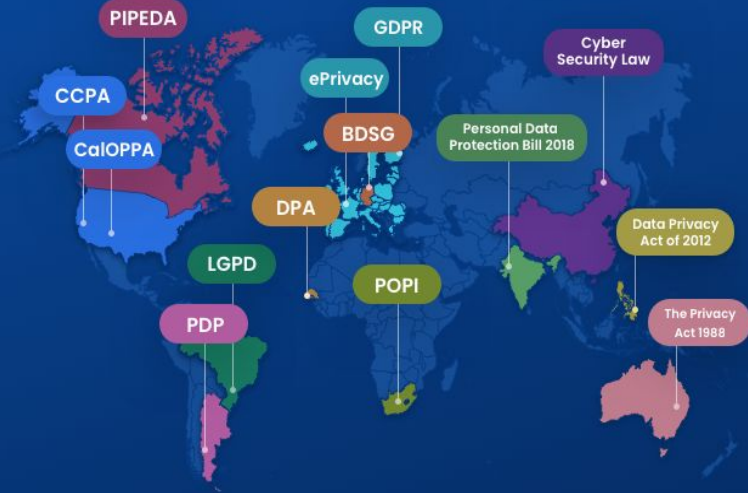 PIPEDA
GDPR
Cyber
Security Law
ePrivacy
CCPA
BDSG
Personal Data
Protection Bill 2018
CalOPPA
DPA
Data Privacy
Act of 2012
LGPD
POPI
PDP
The Privacy
Act 1988